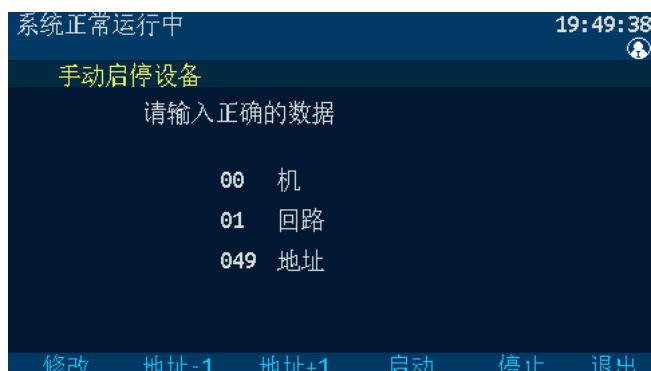 系统正常运行中 19:49:38
手动启停设备
请输入正确的数据
00 机
01 回路
049 地址
修改 地址-1 地址+1 启动 停止 退出